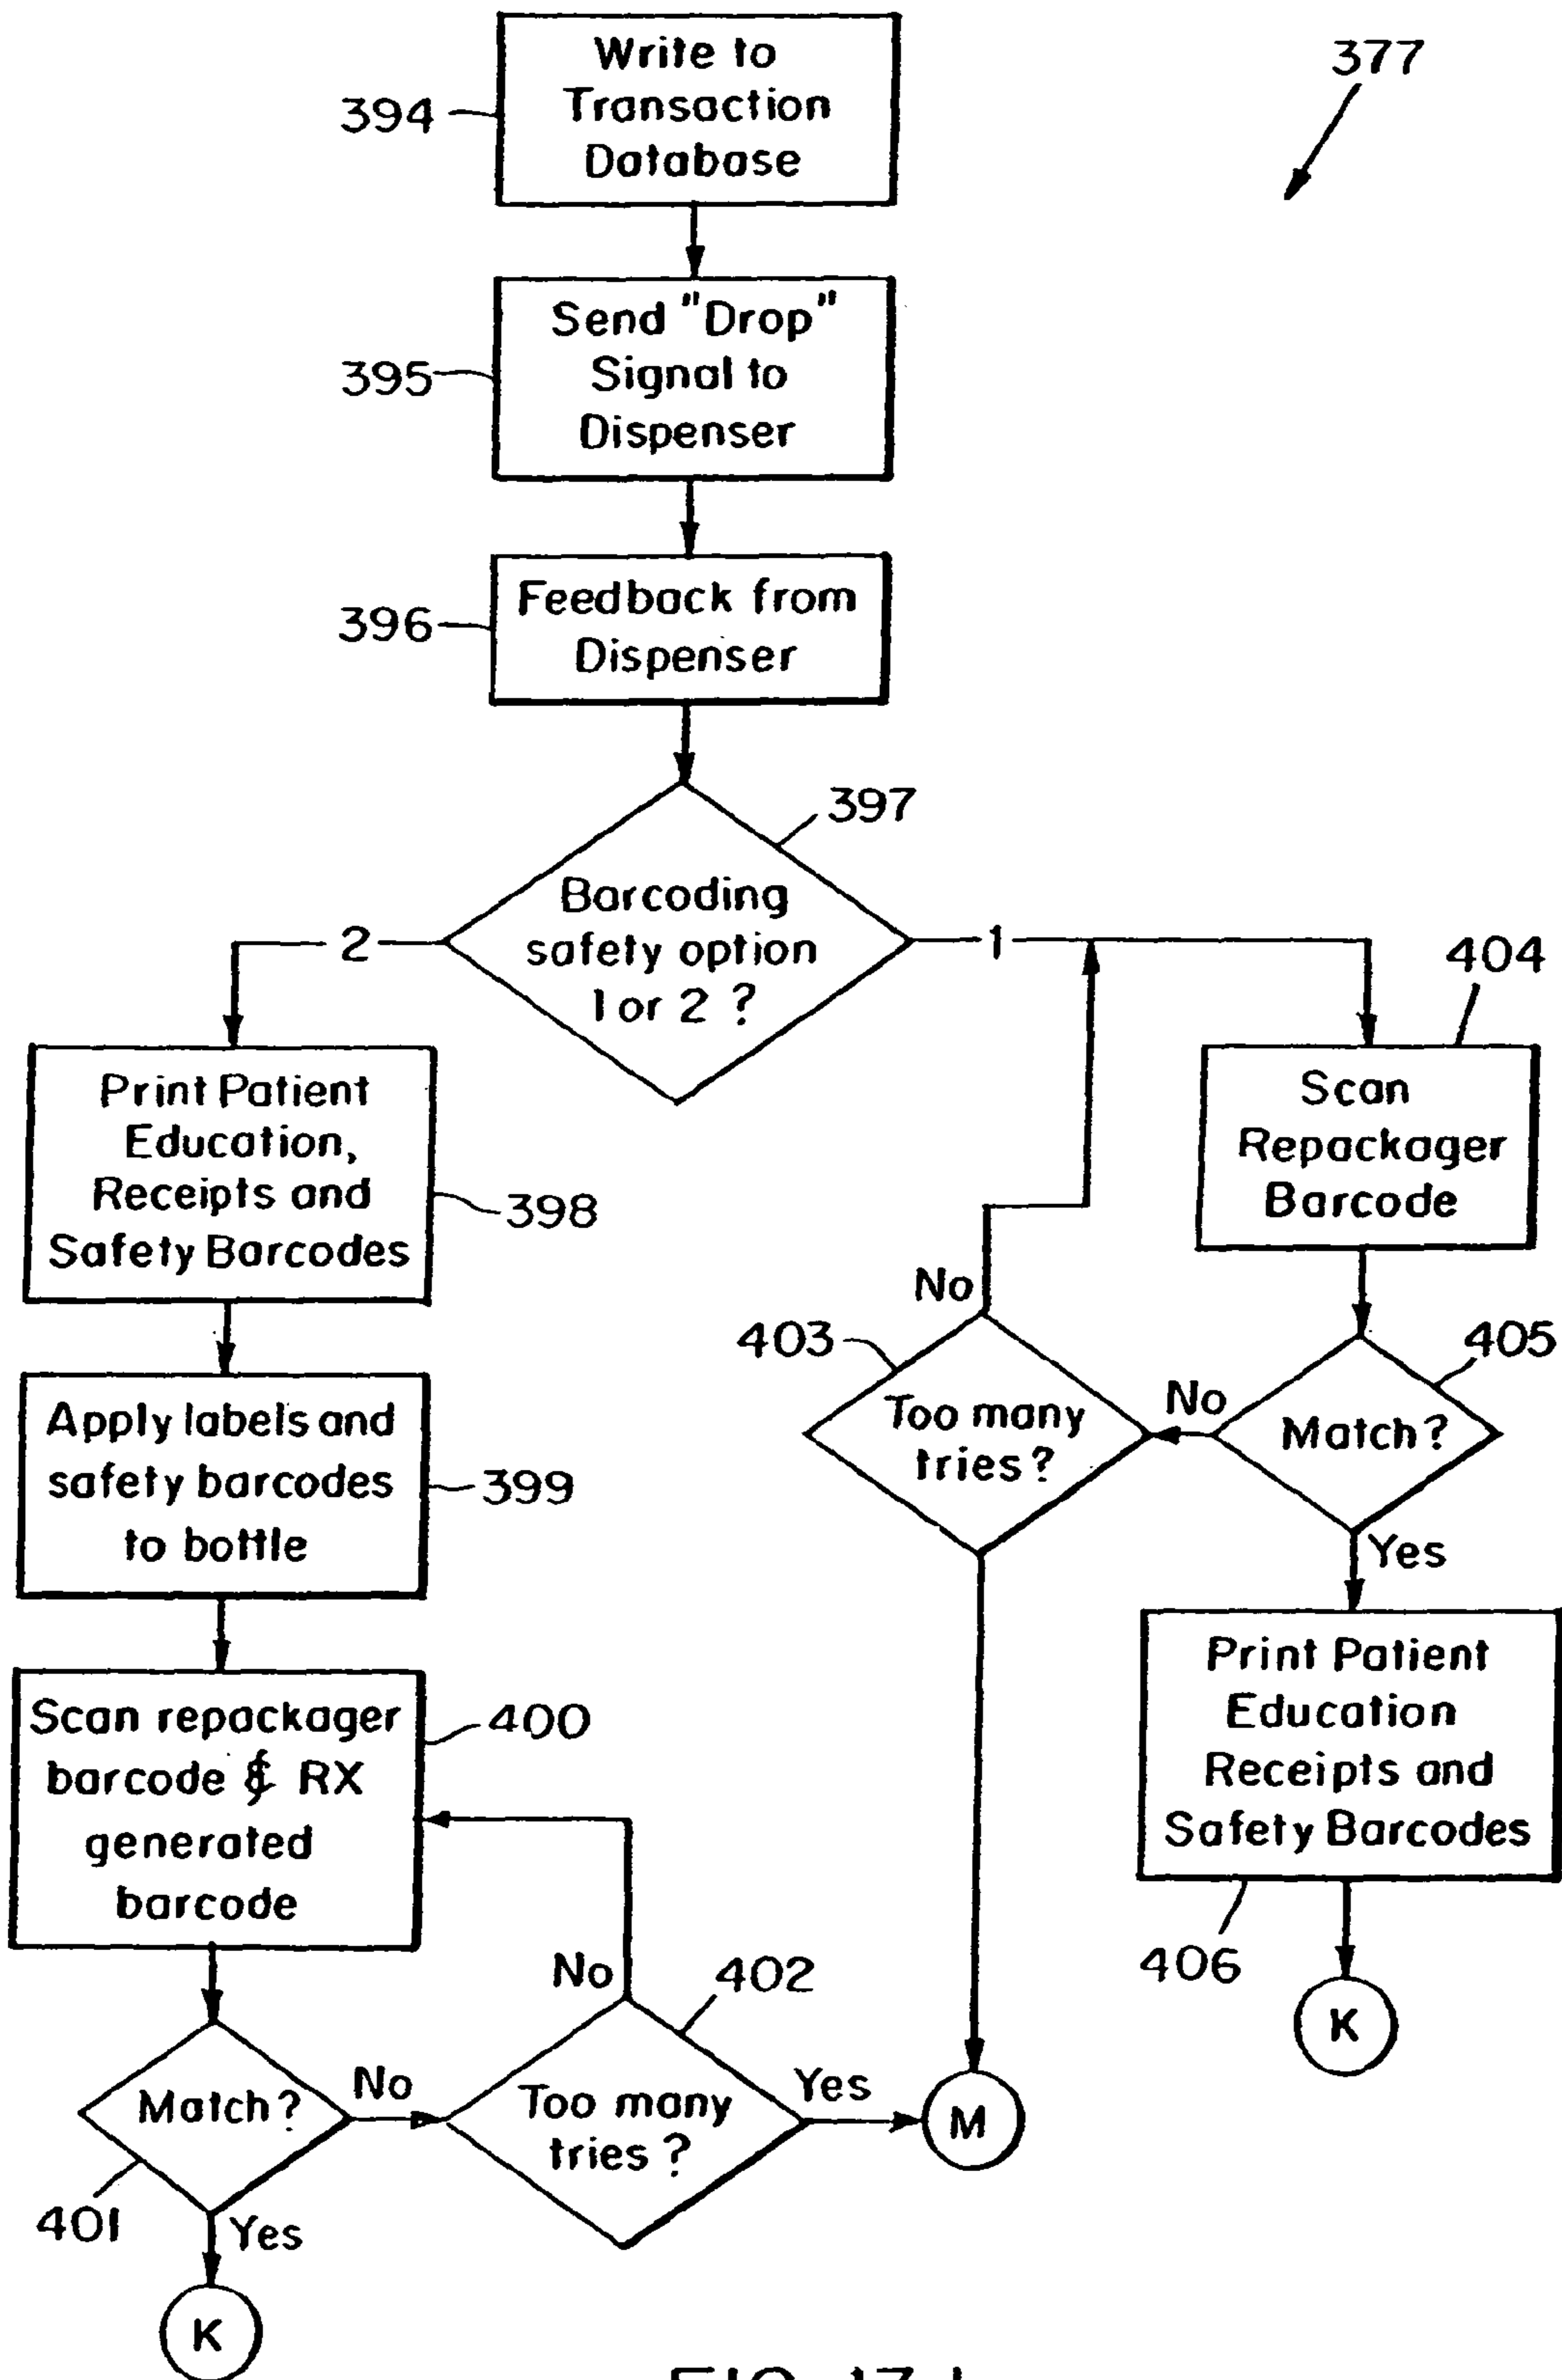 377
Write to
Transaction
Database
394
Send "Drop"
Signal to
Dispenser
395
Feedback from
Dispenser
396
397
Barcoding
safety option
1 or 2 ?
2
1
404
Print Patient
Education,
Receipts and
Safety Barcodes
398
Scan
Repackager
Barcode
No
403
Too many
tries?
No
405
Match?
Yes
Apply labels and
safety barcodes
to bottle
399
Print Patient
Education
Receipts and
Safety Barcodes
406
K
Scan repackager
barcode & RX
generated
barcode
400
No
402
Match?
No
401
Yes
Too many
tries ?
Yes
M
K